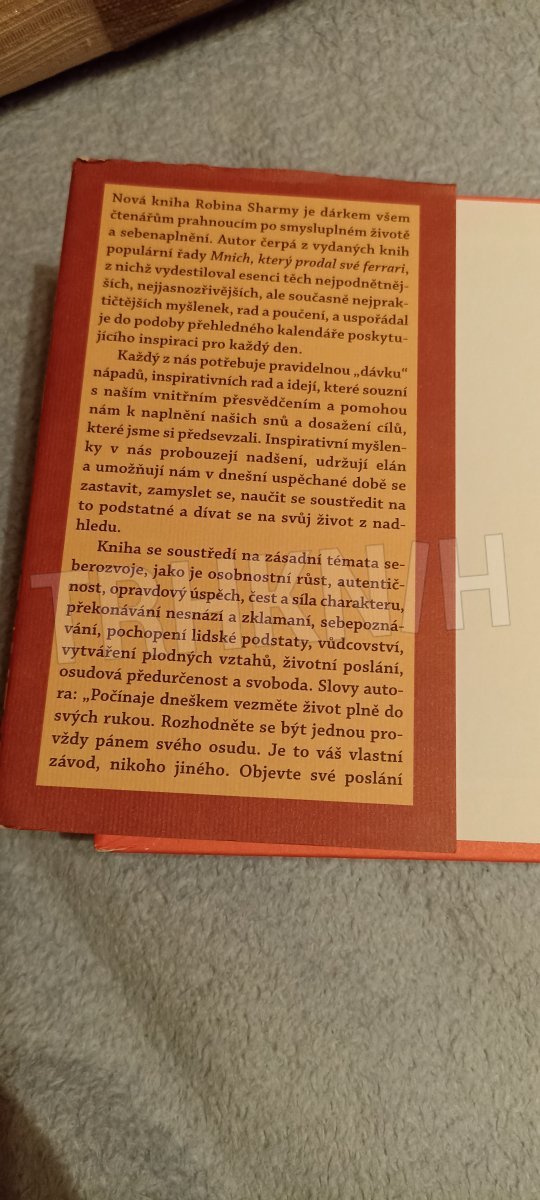 Nová kniha Robina Sharmy je dárkem všem
čtenářům prahnoucím po smysluplném životě
a sebenaplnění. Autor čerpá z vydaných knih
populární řady Mnich, který prodal své ferrari,
z nichž vydestiloval esenci těch nejpodnětněj-
ších, nejjasnozřivějších, ale současně nejprak-
tičtějších myšlenek, rad a poučení, a uspořádal
je do podoby přehledného kalendáře poskytu-
jícího inspiraci pro každý den.
Každý z nás potřebuje pravidelnou „dávku“
nápadů, inspirativních rad a idejí, které souzní
s naším vnitřním přesvědčením a pomohou
nám k naplnění našich snů a dosažení cílů,
které jsme si předsevzali. Inspirativní myšlen-
ky v nás probouzejí nadšení, udržují elán
a umožňují nám v dnešní uspěchané době se
zastavit, zamyslet se, naučit se soustředit na
to podstatné a dívat se na svůj život z nad-
hledu.
Kniha se soustředí na zásadní témata se-
berozvoje, jako je osobnostní růst, autentič-
nost, opravdový úspěch, čest a síla charakteru,
překonávání nesnází a zklamaní, sebepozná-
vání, pochopení lidské podstaty, vůdcovství,
vytváření plodných vztahů, životní poslání,
osudová předurčenost a svoboda. Slovy auto-
ra: „Počínaje dneškem vezměte život plně do
svých rukou. Rozhodněte se být jednou pro-
vždy pánem svého osudu. Je to váš vlastní
závod, nikoho jiného. Objevte své poslání